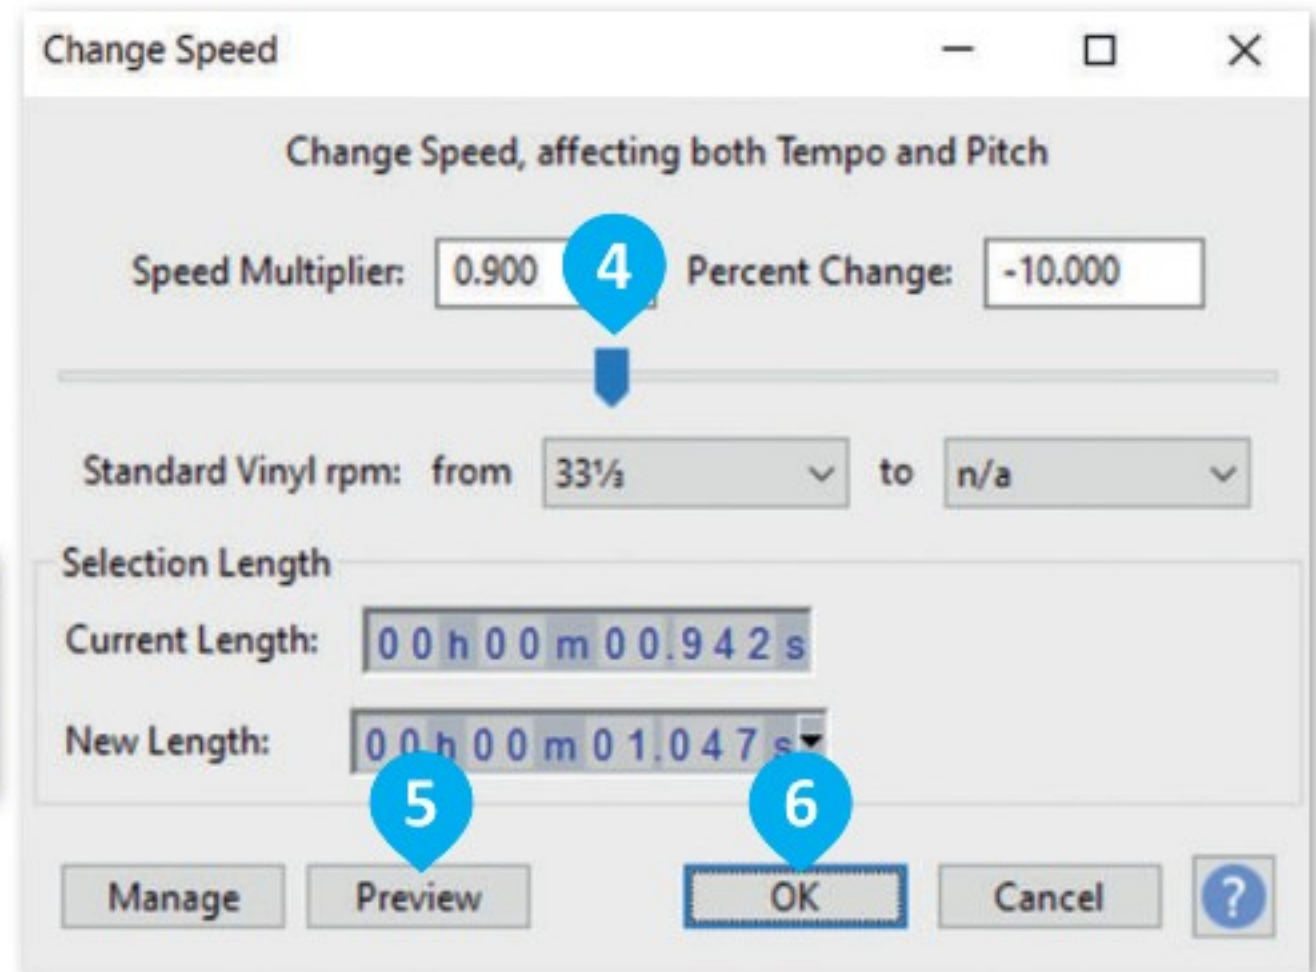 Change Speed
Change Speed, affecting both Tempo and Pitch
Speed Multiplier: 0.900 4 Percent Change: -10.000
Standard Vinyl rpm: from 33⅓ to n/a
Selection Length
Current Length: 00h00m00.942s
New Length: 00h00m01.047s
5 6
Manage Preview OK Cancel ?